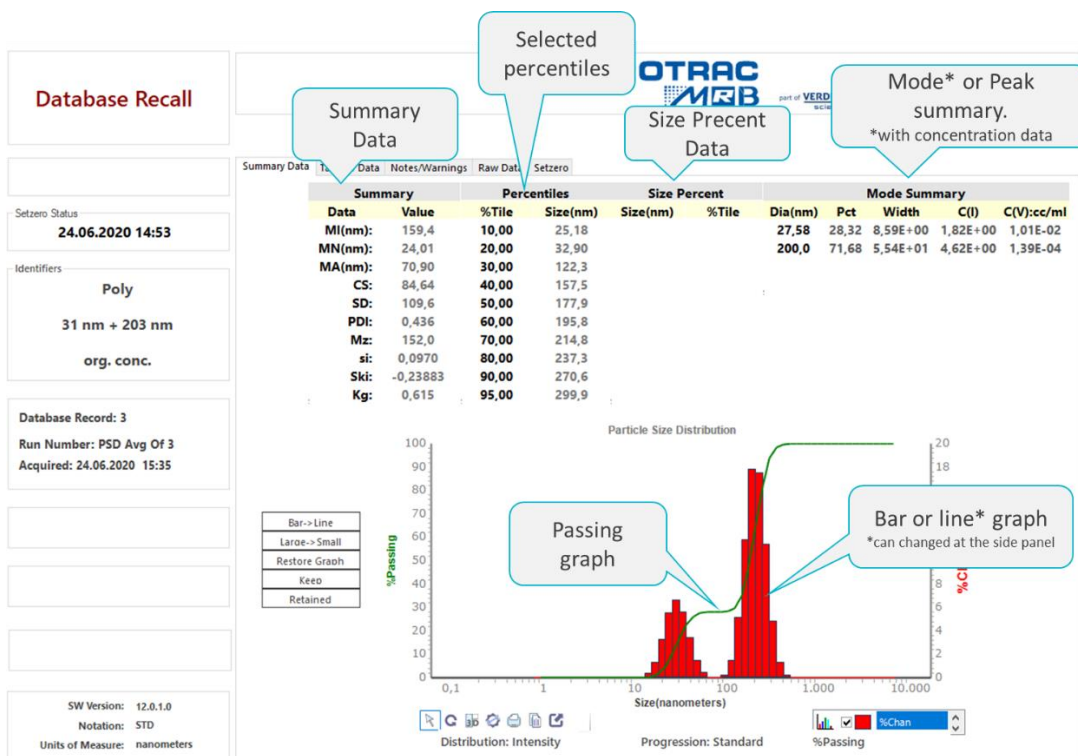 Database Recall
Setzero Status
24.06.2020 14:53
Identifiers
Poly
31 nm + 203 nm
org. conc.
Database Record: 3
Run Number: PSD Avg Of 3
Acquired: 24.06.2020 15:35
SW Version: 12.0.1.0
Notation: STD
Units of Measure: nanometers
Selected
percentiles
OTRAC
MRB
part of VERD
Summary
Data
Size Precent
Data
Mode* or Peak
summary.
*with concentration data
Summary Data Data Notes/Warnings Raw Data Setzero
Summary Percentiles Size Percent Mode Summary
Data Value %Tile Size(nm) Size(nm) %Tile Dia(nm) Pct Width C(I) C(V):cc/ml
MI(nm): 159,4 10,00 25,18 27,58 28,32 8,59E+00 1,82E+00 1,01E-02
MN(nm): 24,01 20,00 32,90 200,0 71,68 5,54E+01 4,62E+00 1,39E-04
MA(nm): 70,90 30,00 122,3
CS: 84,64 40,00 157,5
SD: 109,6 50,00 177,9
PDI: 0,436 60,00 195,8
Mz: 152,0 70,00 214,8
si: 0,0970 80,00 237,3
Ski: -0,23883 90,00 270,6
Kg: 0,615 95,00 299,9
Bar->Line
Large->Small
Restore Graph
Keep
Retained
Particle Size Distribution
%Passing
100
90
80
70
60
50
40
30
20
10
0
Passing
graph
Bar or line* graph
*can changed at the side panel
20
18
8
6
4
2
0
0,1 1 10 100 1.000 10.000
Size(nanometers)
%Chan
Distribution: Intensity Progression: Standard %Passing